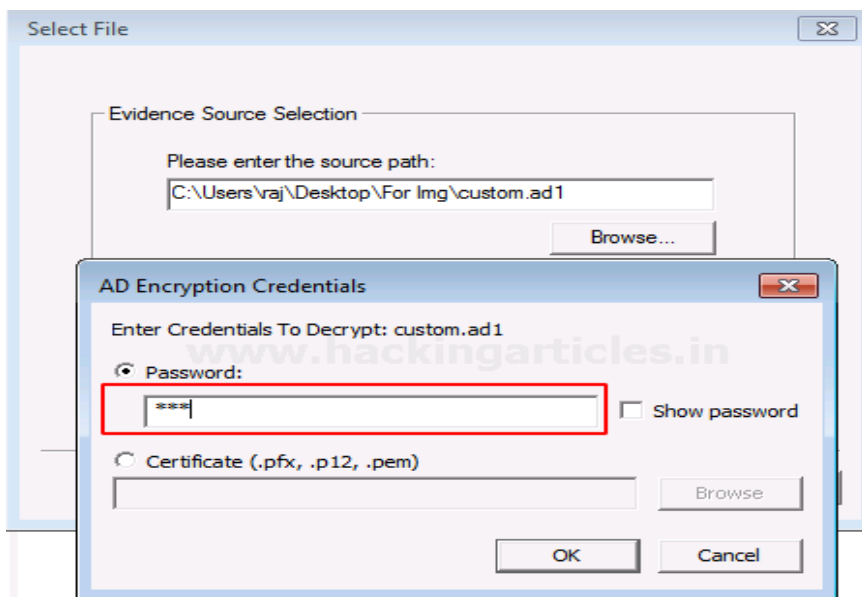 Select File
Evidence Source Selection
Please enter the source path:
C:\Users\raj\Desktop\For Img\custom.ad1
Browse...
AD Encryption Credentials
Enter Credentials To Decrypt: custom.ad1
www.hackingarticles.in
Password:
***
Show password
Certificate (.pfx, .p12, .pem)
Browse
OK
Cancel